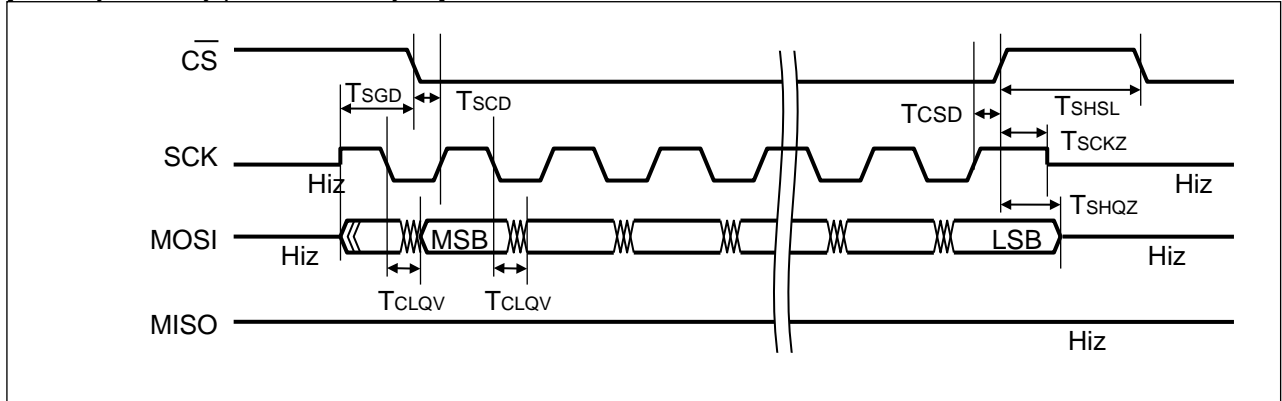 CS
TSGD TSCD TCSD TSHSL
SCK TSCKZ
Hiz Hiz
TSHQZ
MOSI MSB LSB
Hiz Hiz
TCLQV TCLQV
MISO
Hiz